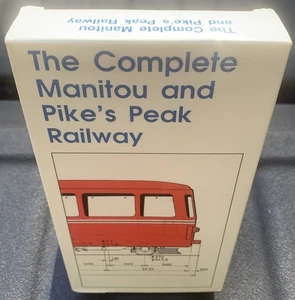 The Complete Manitou
and Pike's Peak Railway
The Complete
Manitou and
Pike's Peak
Railway